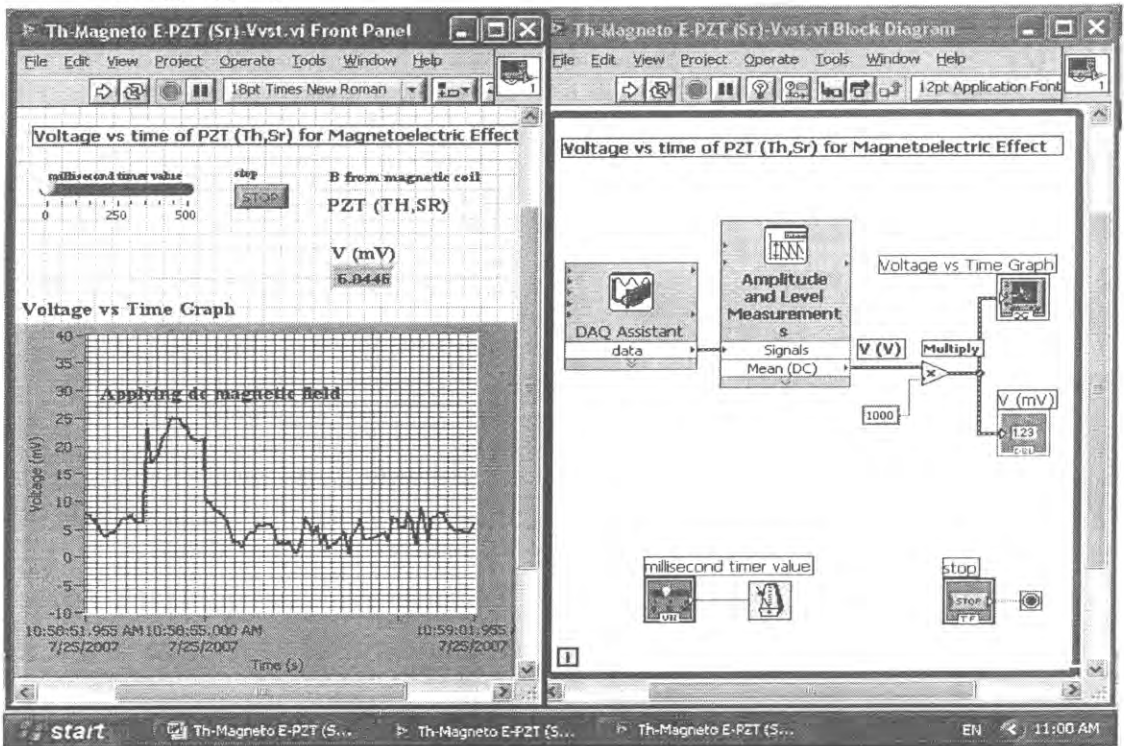 Th-Magneto E-PZT (Sr)-Vvst.vi Front Panel
File Edit View Project Operate Tools Window Help
18pt Times New Roman
1
Voltage vs time of PZT (Th,Sr) for Magnetoelectric Effect
millisecond timer value
0 250 500
stop
STOP
B from magnetic coil
PZT (TH,SR)
V (mV)
Voltage vs Time Graph
Applying dc magnetic field
Voltage (mV)
40
35
30
25
20
15
10
5
0
-5
-10
10:58:51.955 AM 10:58:55.000 AM 10:59:01.955
7/25/2007 7/25/2007 7/25/2007
Time (s)
Th-Magneto E-PZT (Sr)-Vvst.vi Block Diagram
File Edit View Project Operate Tools Window Help
12pt Application Font
1
Voltage vs time of PZT (Th,Sr) for Magnetoelectric Effect
DAQ Assistant
data
Amplitude
and Level
Measurement
s
Signals
Mean (DC)
V (V)
Multiply
1000
Voltage vs Time Graph
V (mV)
1.23
millisecond timer value
stop
STOP
TF
i
start Th-Magneto E-PZT (S... Th-Magneto E-PZT (S... Th-Magneto E-PZT (S... EN 11:00 AM